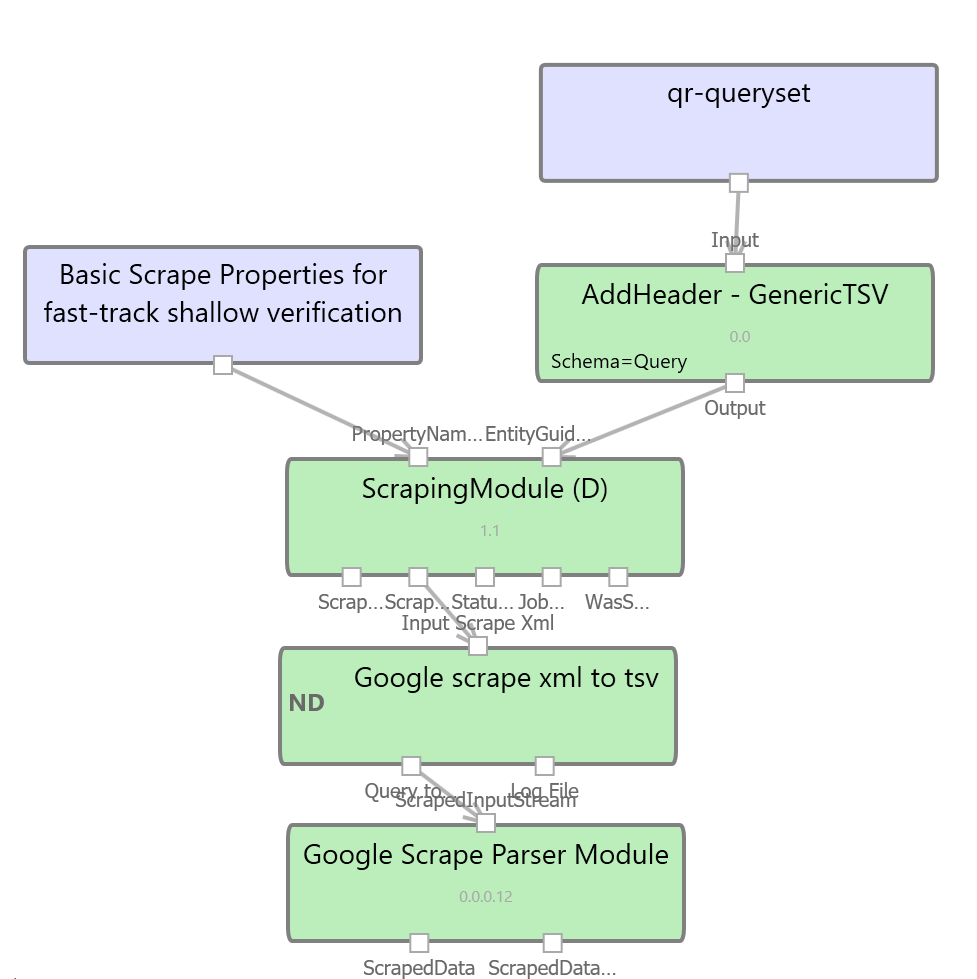 qr-queryset
Input
Basic Scrape Properties for
fast-track shallow verification
AddHeader - GenericTSV
0.0
Schema=Query
Output
PropertyNam... EntityGuid...
ScrapingModule (D)
1.1
Scrap... Scrap... Statu... Job... WasS...
Input Scrape Xml
Google scrape xml to tsv
ND
Query to... Log File
ScrapedInputStream
Google Scrape Parser Module
0.0.0.12
ScrapedData ScrapedData...